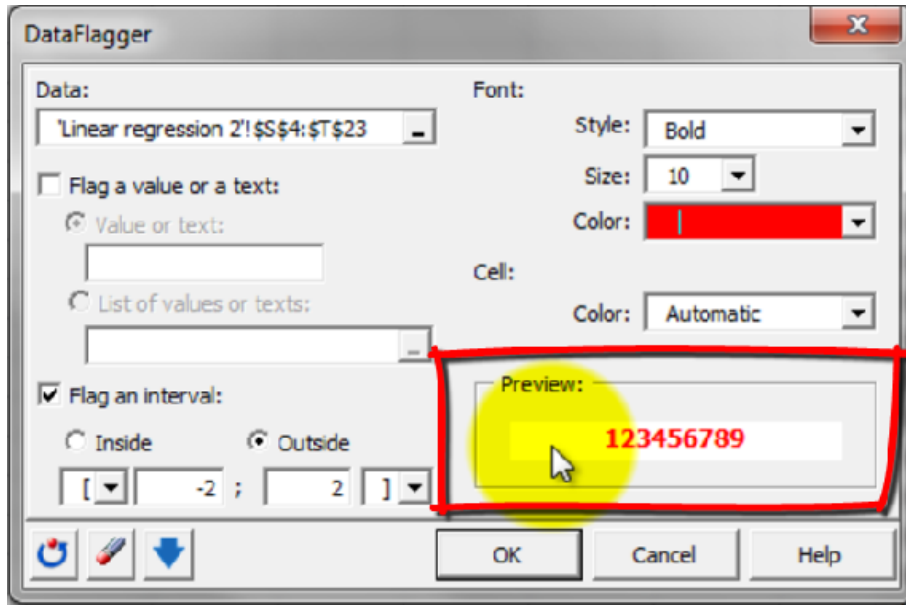 DataFlagger
Data:
'Linear regression 2'!$S$4:$T$23
Flag a value or a text:
Value or text:
List of values or texts:
Flag an interval:
Inside Outside
[ -2 ; 2 ]
Font:
Style: Bold
Size: 10
Color:
Cell:
Color: Automatic
Preview:
123456789
OK Cancel Help